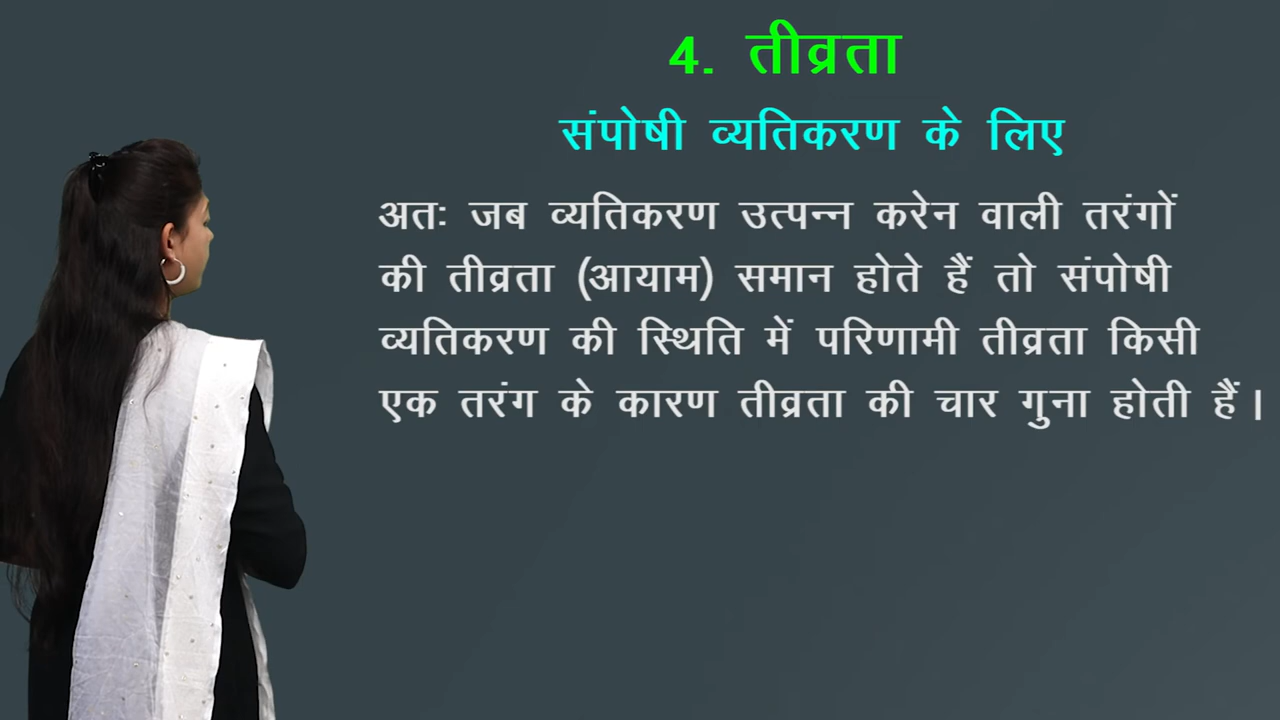 4. तीव्रता
संपोषी व्यतिकरण के लिए
अतः जब व्यतिकरण उत्पन्न करेन वाली तरंगों
की तीव्रता (आयाम) समान होते हैं तो संपोषी
व्यतिकरण की स्थिति में परिणामी तीव्रता किसी
एक तरंग के कारण तीव्रता की चार गुना होती हैं।